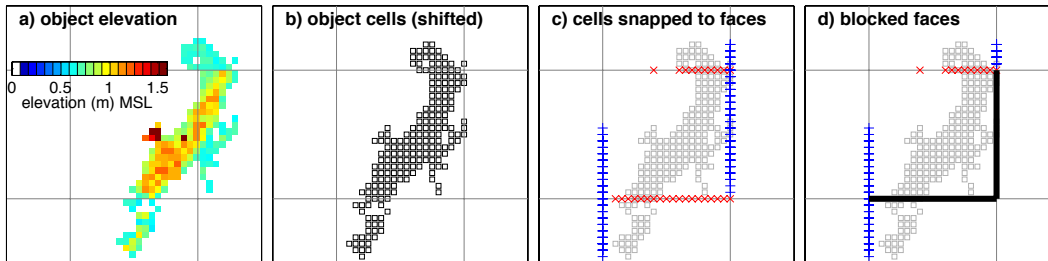 a) object elevation
b) object cells (shifted)
c) cells snapped to faces
d) blocked faces
0 0.5 1 1.5
elevation (m) MSL